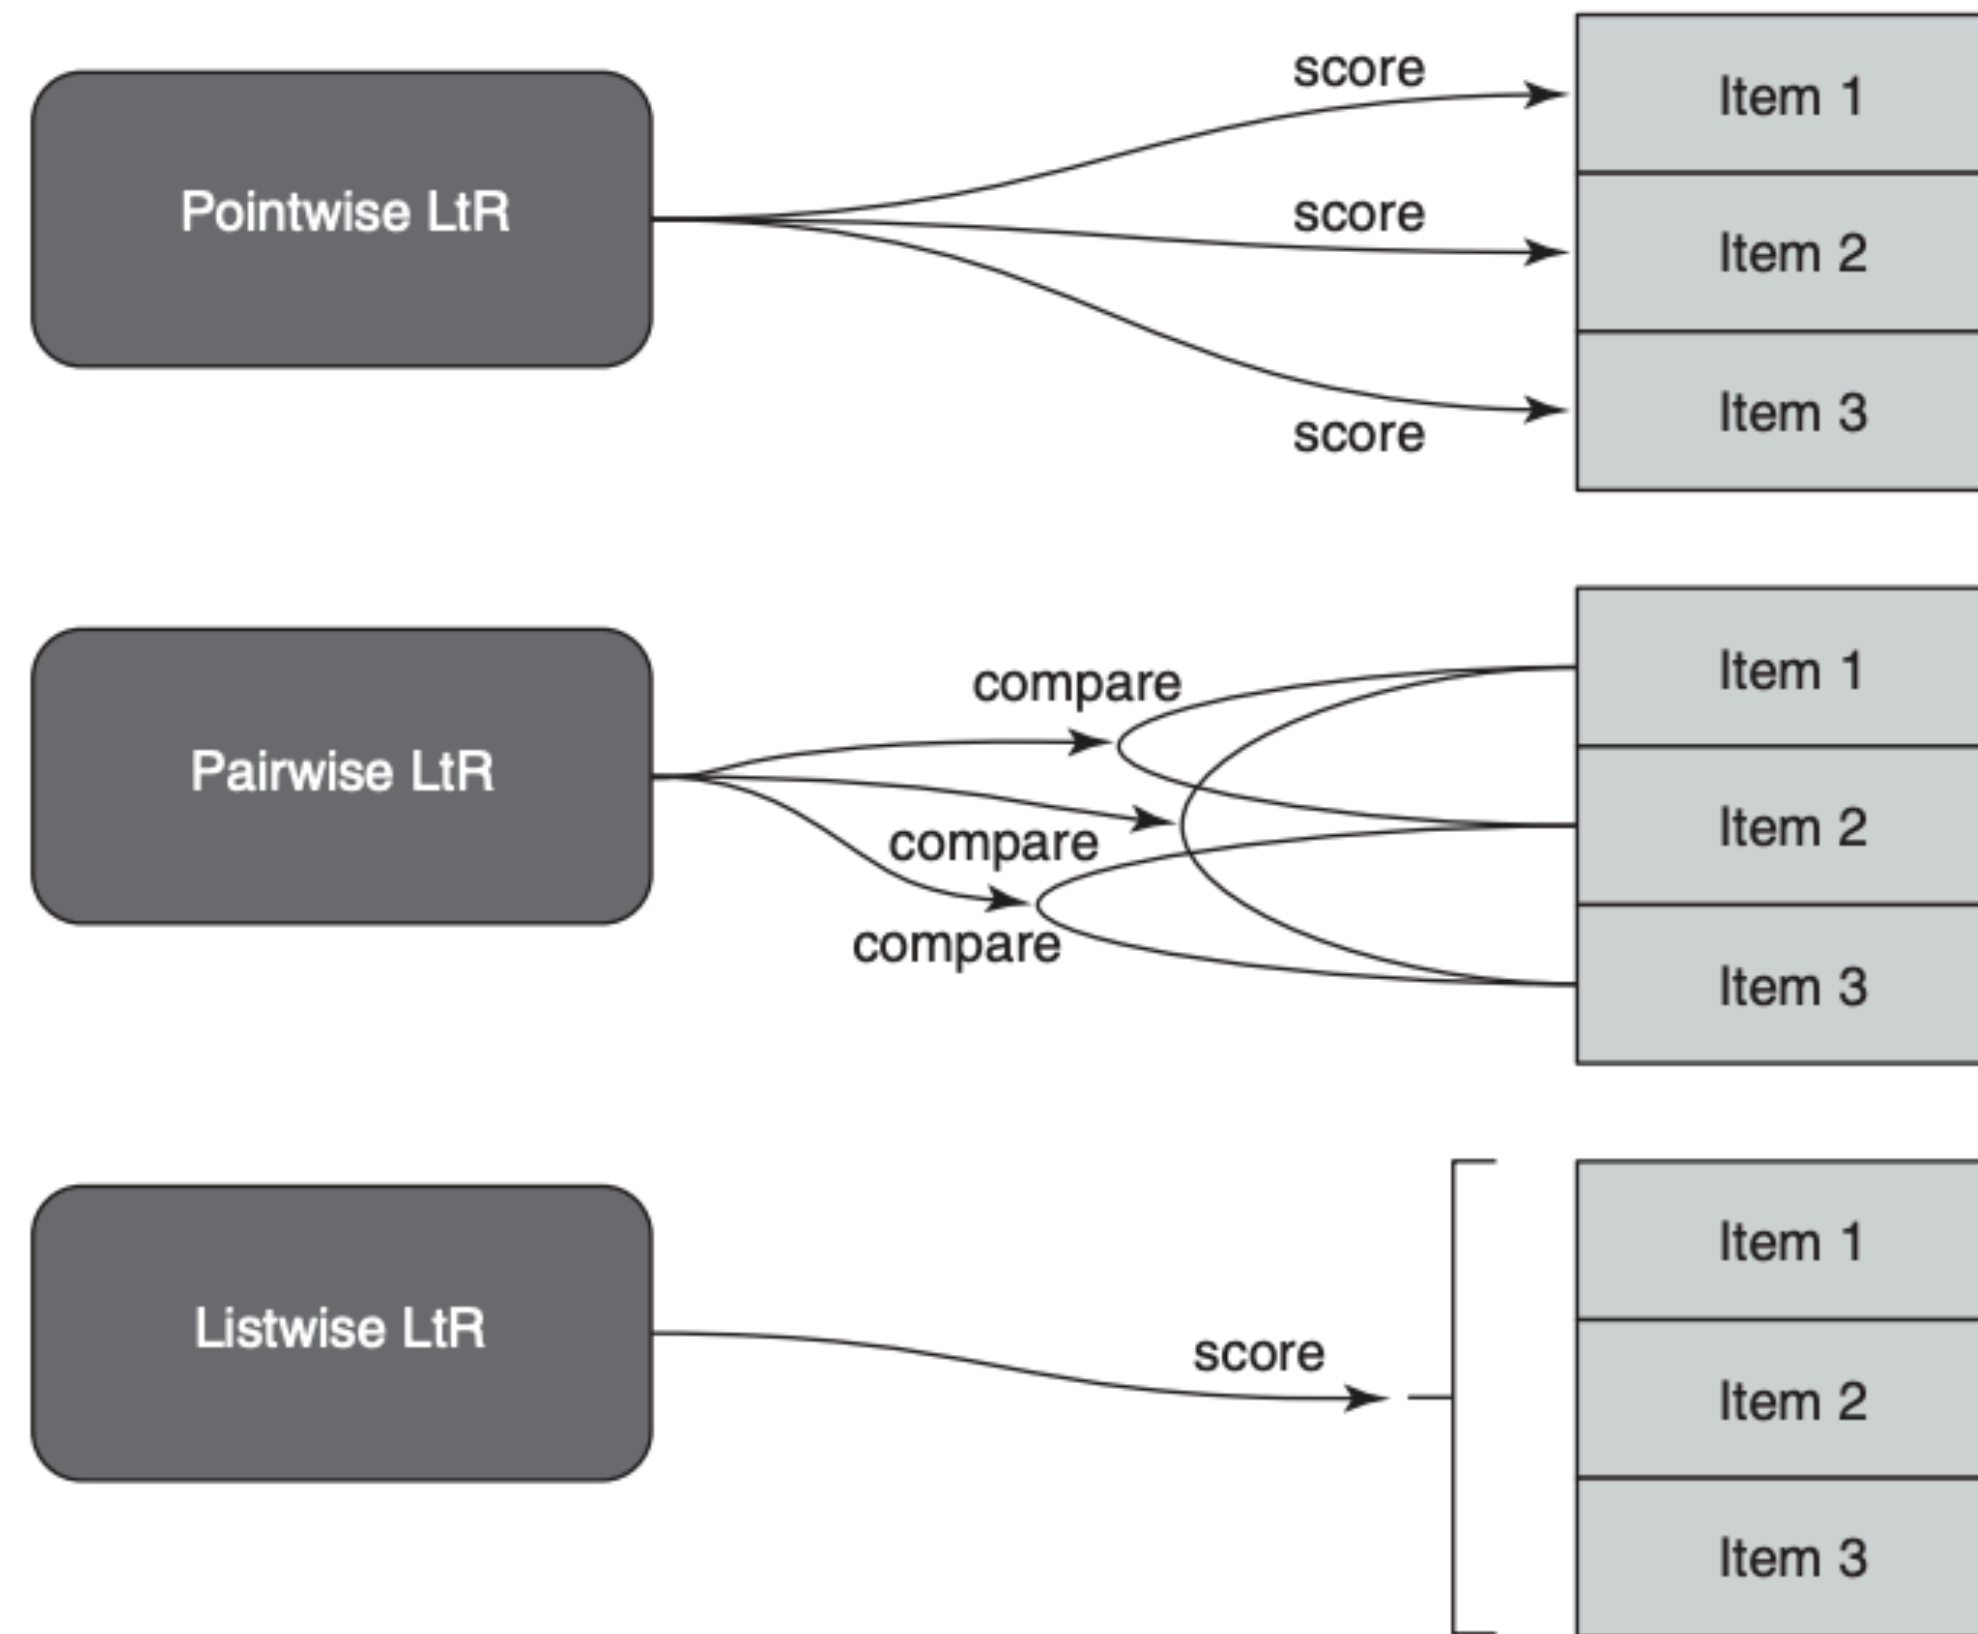 Pointwise LtR
score
score
score
Item 1
Item 2
Item 3
Pairwise LtR
compare
compare
compare
Item 1
Item 2
Item 3
Listwise LtR
score
Item 1
Item 2
Item 3